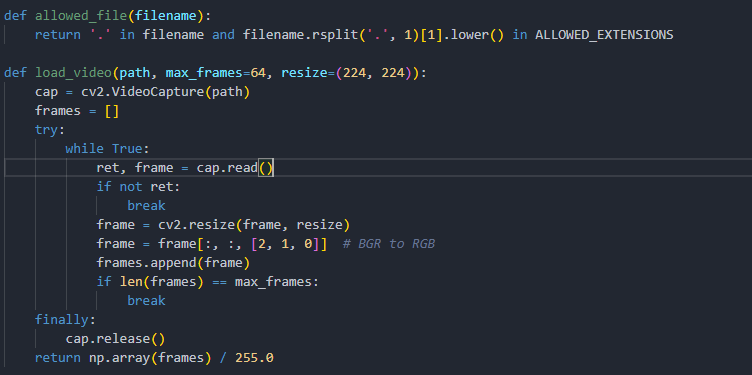 def allowed_file(filename):
    return '.' in filename and filename.rsplit('.', 1)[1].lower() in ALLOWED_EXTENSIONS

def load_video(path, max_frames=64, resize=(224, 224)):
    cap = cv2.VideoCapture(path)
    frames = []
    try:
        while True:
            ret, frame = cap.read()
            if not ret:
                break
            frame = cv2.resize(frame, resize)
            frame = frame[:, :, [2, 1, 0]]  # BGR to RGB
            frames.append(frame)
            if len(frames) == max_frames:
                break
    finally:
        cap.release()
    return np.array(frames) / 255.0